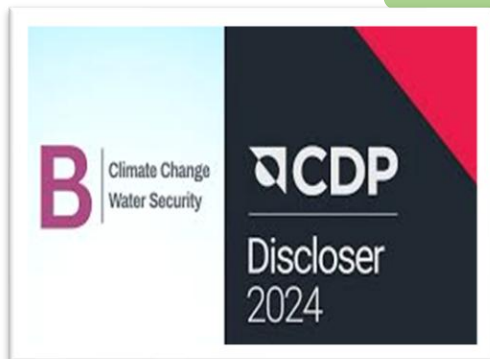 B
Climate Change
Water Security
CDP
Discloser
2024